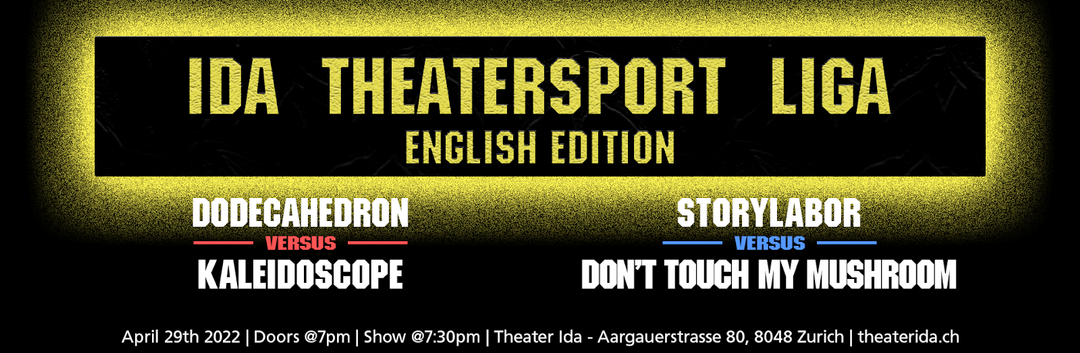 IDA THEATERSPORT LIGA
ENGLISH EDITION
DODECAHEDRON
VERSUS
KALEIDOSCOPE
STORYLABOR
VERSUS
DON'T TOUCH MY MUSHROOM
April 29th 2022 | Doors @7pm | Show @7:30pm | Theater Ida - Aargauerstrasse 80, 8048 Zurich | theaterida.ch